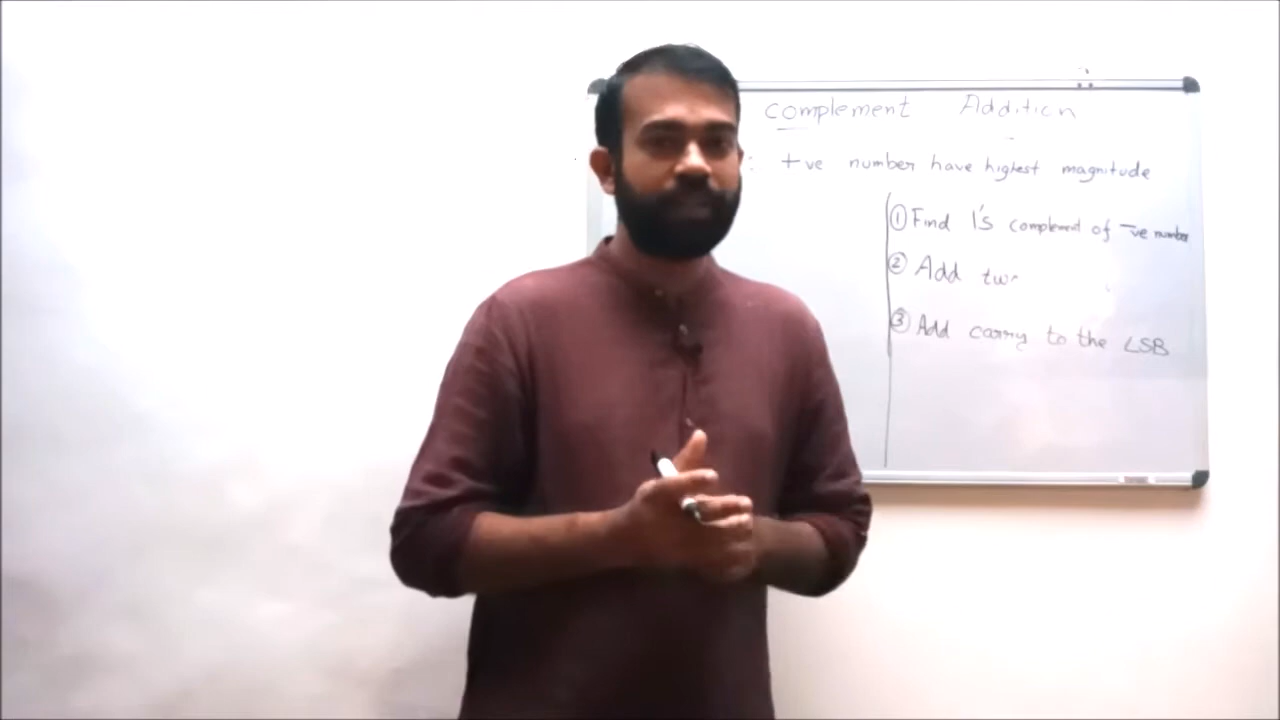 complement Addition
: +ve number have highest magnitude
① Find 1's complement of -ve number
② Add
③ Add carry to the LSB